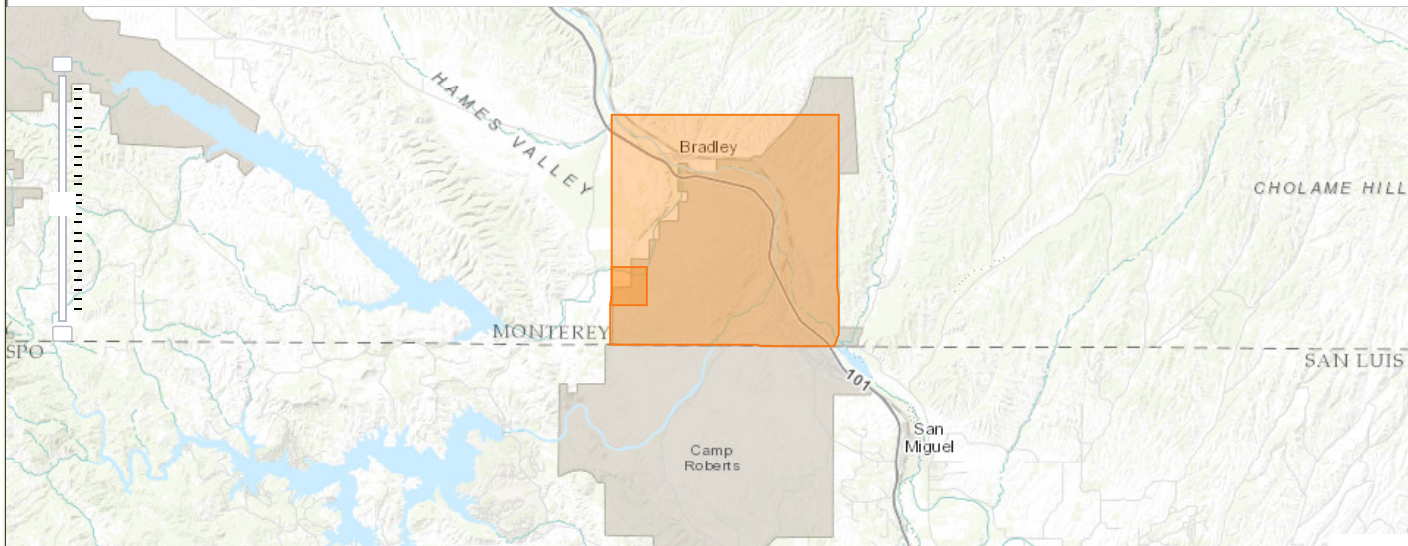 HAMES VALLEY
Bradley
CHOLAME HILL
MONTEREY
SPO
SAN LUIS
101
San
Miguel
Camp
Roberts